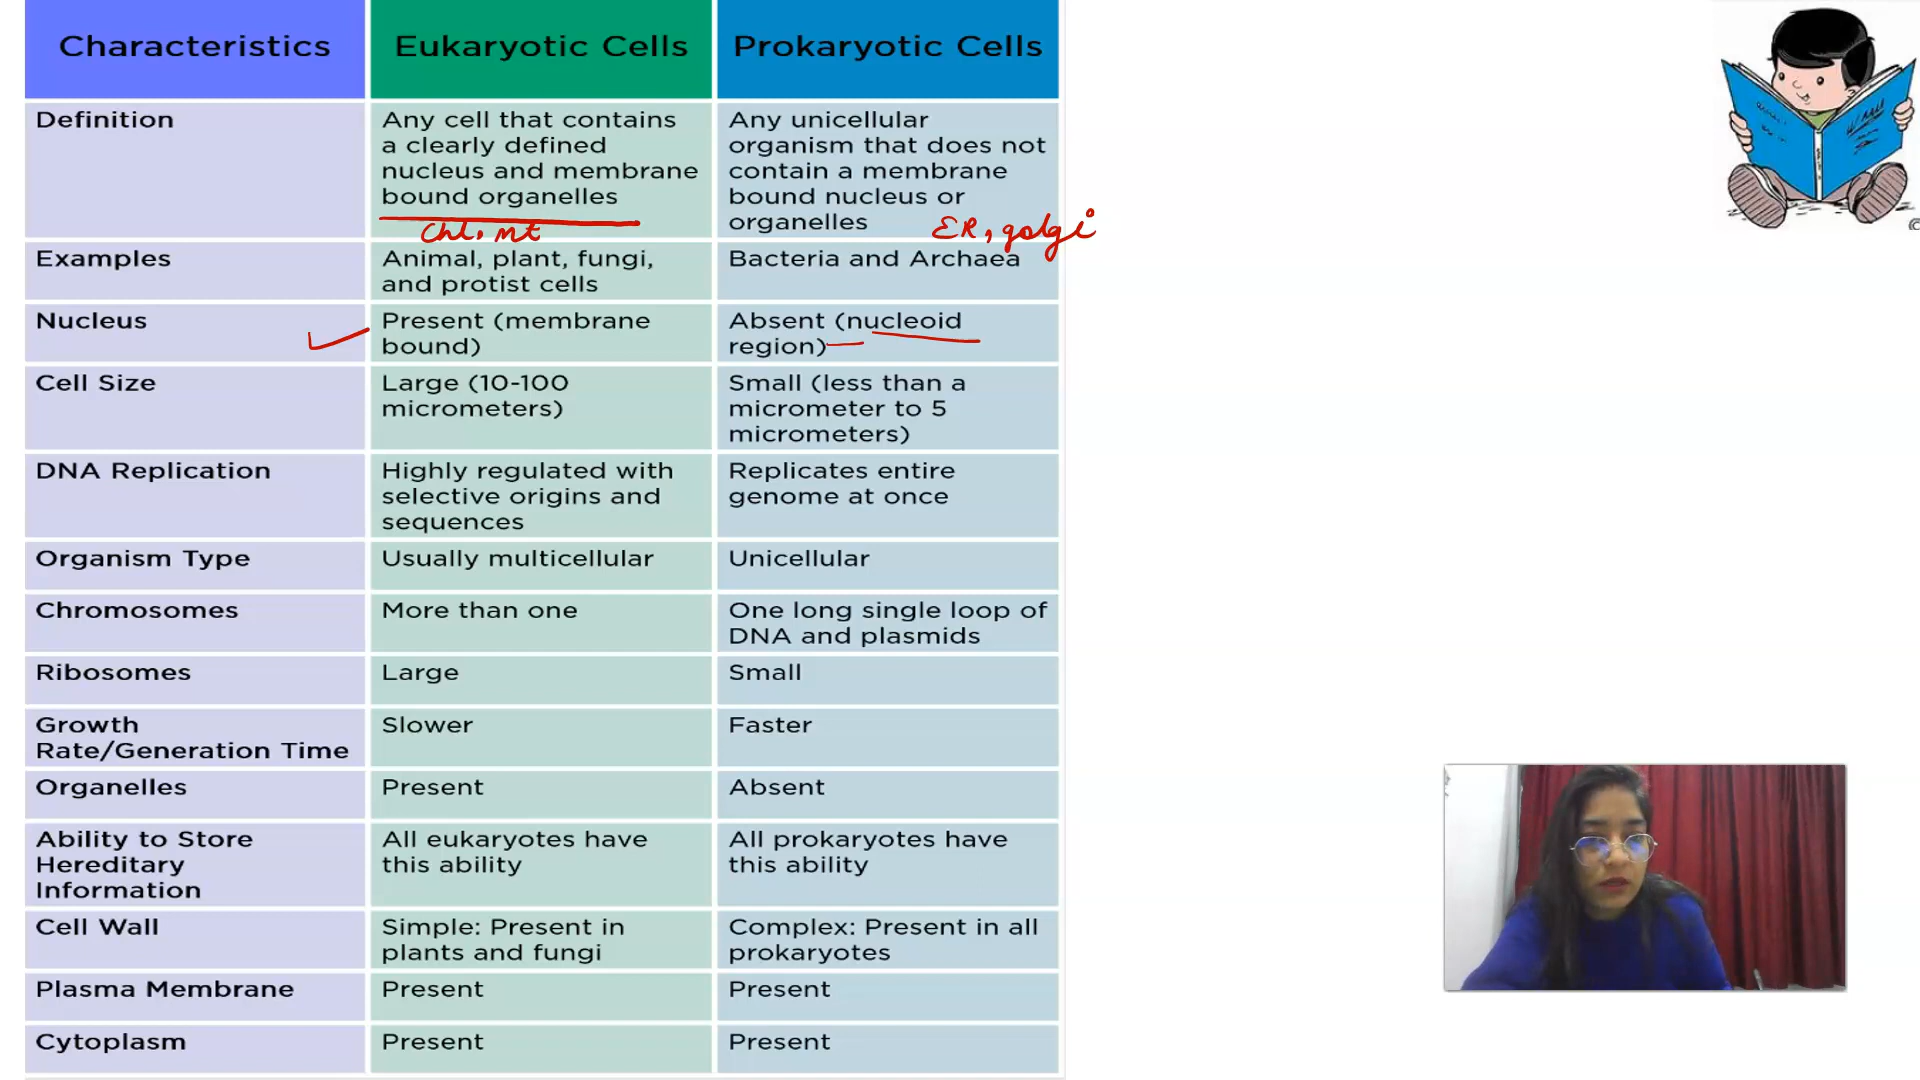 Characteristics
Eukaryotic Cells
Prokaryotic Cells
Definition
Any cell that contains
a clearly defined
nucleus and membrane
bound organelles
Chl, mt
Any unicellular
organism that does not
contain a membrane
bound nucleus or
organelles
ER, golgi
Examples
Animal, plant, fungi,
and protist cells
Bacteria and Archaea
Nucleus
Present (membrane
bound)
Absent (nucleoid
region)
Cell Size
Large (10-100
micrometers)
Small (less than a
micrometer to 5
micrometers)
DNA Replication
Highly regulated with
selective origins and
sequences
Replicates entire
genome at once
Organism Type
Usually multicellular
Unicellular
Chromosomes
More than one
One long single loop of
DNA and plasmids
Ribosomes
Large
Small
Growth
Rate/Generation Time
Slower
Faster
Organelles
Present
Absent
Ability to Store
Hereditary
Information
All eukaryotes have
this ability
All prokaryotes have
this ability
Cell Wall
Simple: Present in
plants and fungi
Complex: Present in all
prokaryotes
Plasma Membrane
Present
Present
Cytoplasm
Present
Present